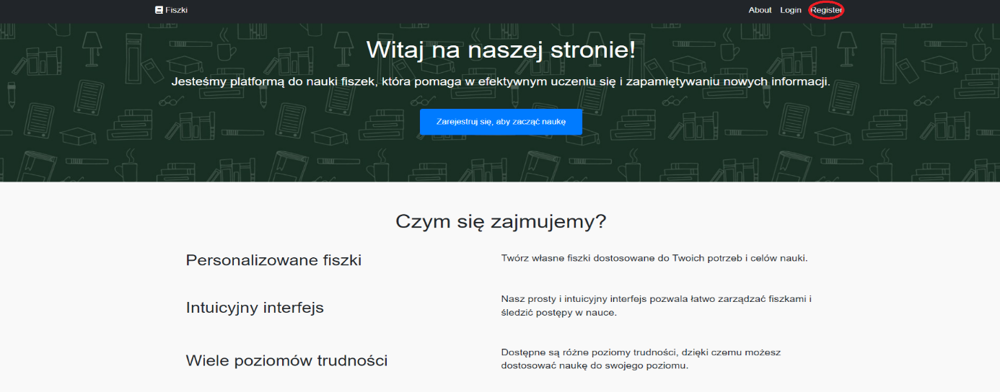 Fiszki
About Login Register
Witaj na naszej stronie!
Jesteśmy platformą do nauki fiszek, która pomaga w efektywnym uczeniu się i zapamiętywaniu nowych informacji.
Zarejestruj się, aby zacząć naukę
Czym się zajmujemy?
Personalizowane fiszki
Twórz własne fiszki dostosowane do Twoich potrzeb i celów nauki.
Intuicyjny interfejs
Nasz prosty i intuicyjny interfejs pozwala łatwo zarządzać fiszkami i
śledzić postępy w nauce.
Wiele poziomów trudności
Dostępne są różne poziomy trudności, dzięki czemu możesz
dostosować naukę do swojego poziomu.